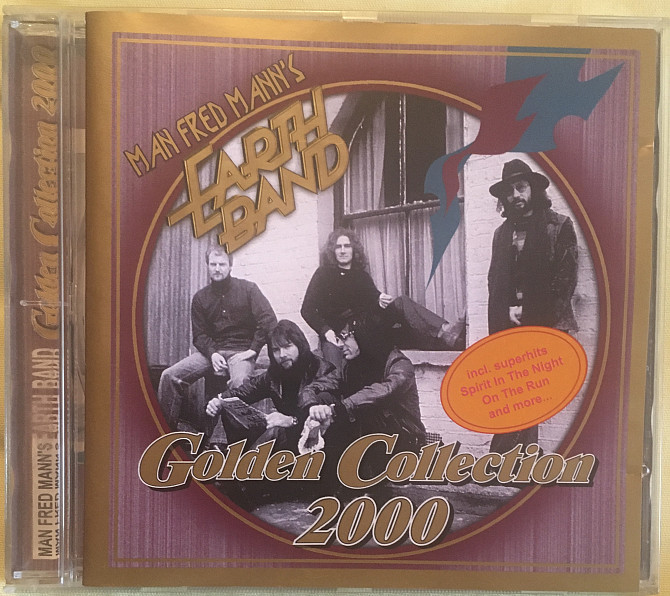 MAN FRED MANN'S
EARTH
BAND
incl. superhits
Spirit In The Night
On The Run
and more...
Golden Collection
2000
MAN FRED MANN'S EARTH BAND Golden Collection 2000